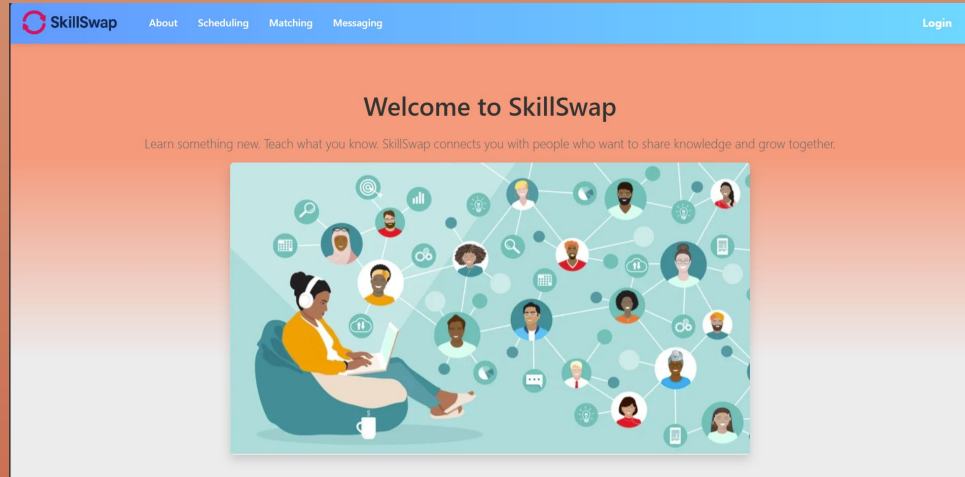 SkillSwap About Scheduling Matching Messaging Login
Welcome to SkillSwap
Learn something new. Teach what you know. SkillSwap connects you with people who want to share knowledge and grow together.